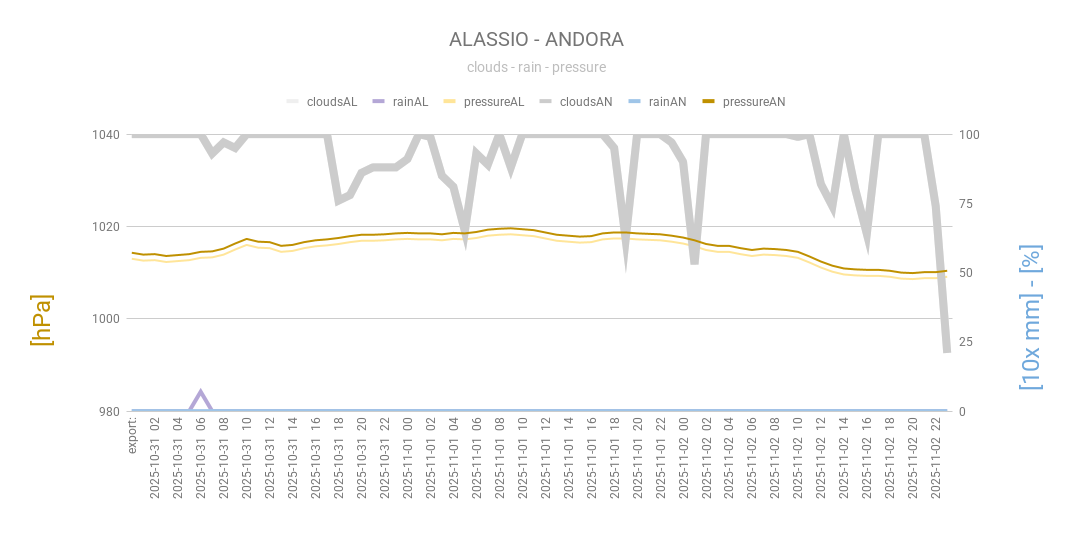 ALASSIO - ANDORA
clouds - rain - pressure
cloudsAL rainAL pressureAL cloudsAN rainAN pressureAN
1040 100
75
1020
[hPa] 50 [10x mm] - [%]
1000
25
980 0
export: 2025-10-31 02 2025-10-31 04 2025-10-31 06 2025-10-31 08 2025-10-31 10 2025-10-31 12 2025-10-31 14 2025-10-31 16 2025-10-31 18 2025-10-31 20 2025-10-31 22 2025-11-01 00 2025-11-01 02 2025-11-01 04 2025-11-01 06 2025-11-01 08 2025-11-01 10 2025-11-01 12 2025-11-01 14 2025-11-01 16 2025-11-01 18 2025-11-01 20 2025-11-01 22 2025-11-02 00 2025-11-02 02 2025-11-02 04 2025-11-02 06 2025-11-02 08 2025-11-02 10 2025-11-02 12 2025-11-02 14 2025-11-02 16 2025-11-02 18 2025-11-02 20 2025-11-02 22